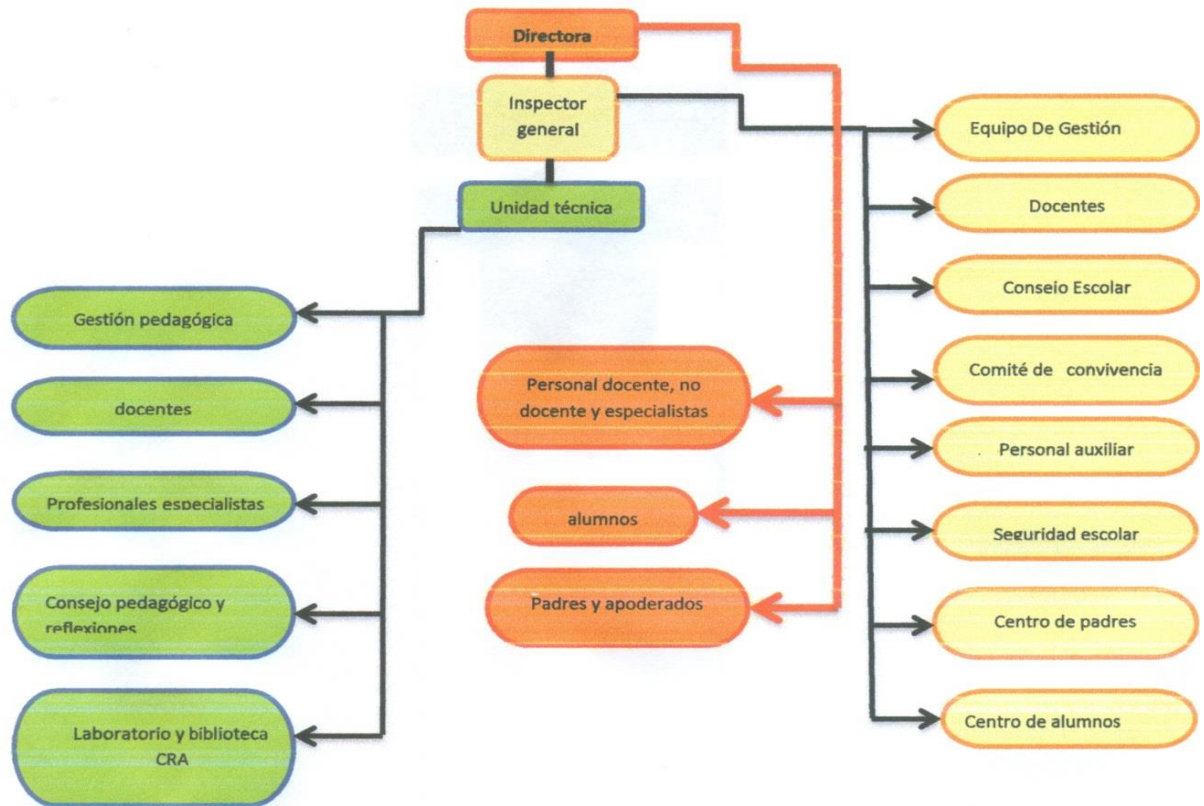 Directora
Inspector
general
Unidad técnica
Equipo De Gestión
Docentes
Consejo Escolar
Comité de convivencia
Personal auxiliar
Seguridad escolar
Centro de padres
Centro de alumnos
Personal docente, no
docente y especialistas
alumnos
Padres y apoderados
Gestión pedagógica
docentes
Profesionales especialistas
Consejo pedagógico y
reflexiones
Laboratorio y biblioteca
CRA